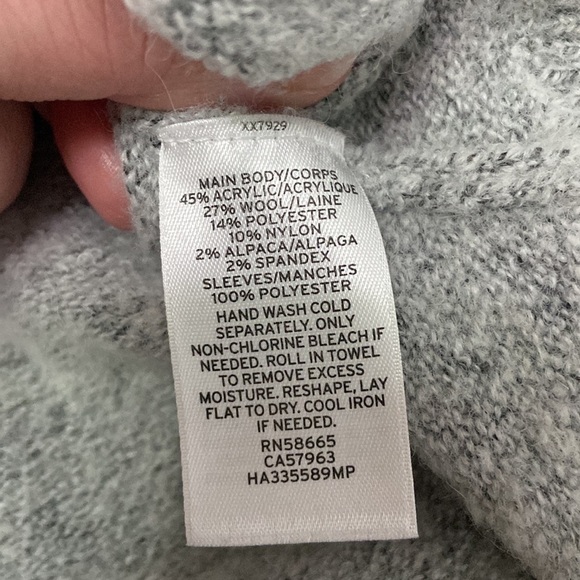 XX7929
MAIN BODY/CORPS
45% ACRYLIC/ACRYLIQUE
27% WOOL/LAINE
14% POLYESTER
10% NYLON
2% ALPACA/ALPAGA
2% SPANDEX
SLEEVES/MANCHES
100% POLYESTER
HAND WASH COLD
SEPARATELY. ONLY
NON-CHLORINE BLEACH IF
NEEDED. ROLL IN TOWEL
TO REMOVE EXCESS
MOISTURE. RESHAPE, LAY
FLAT TO DRY. COOL IRON
IF NEEDED.
RN58665
CA57963
HA335589MP